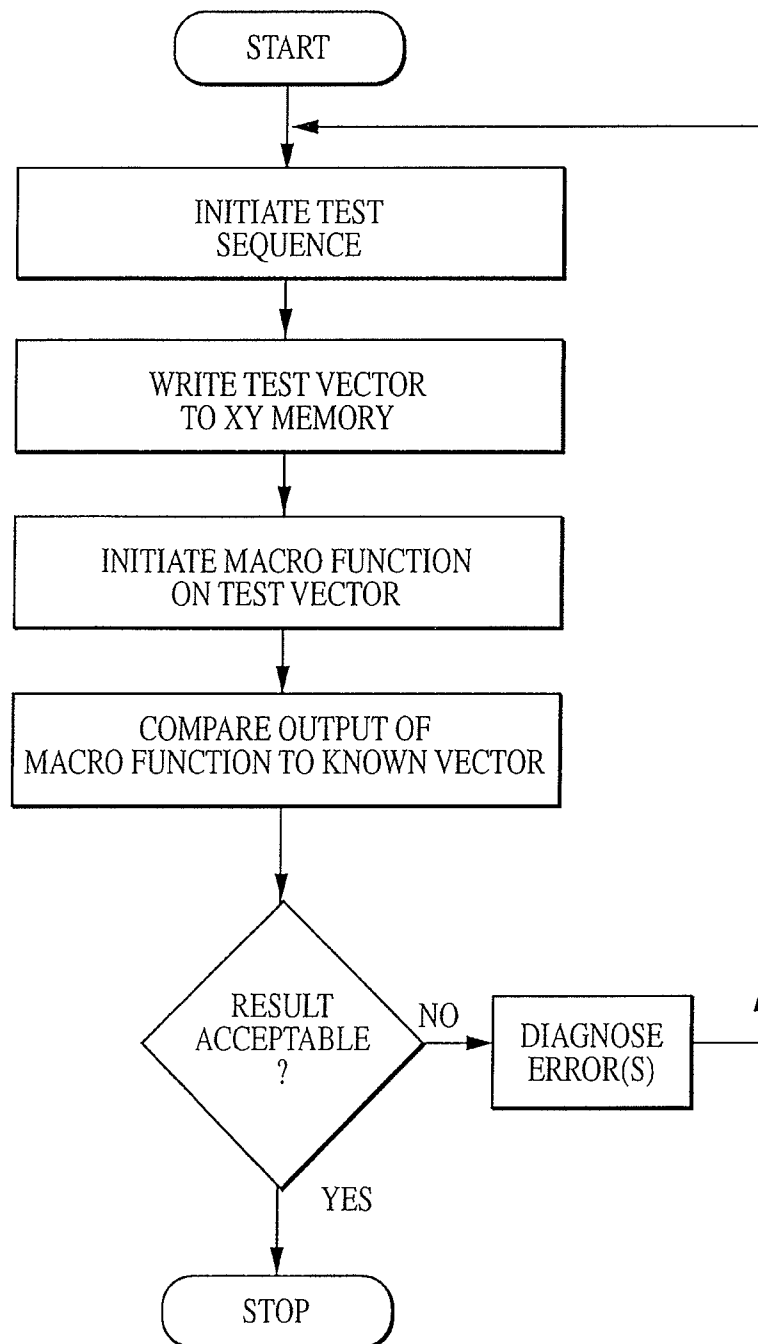 START
INITIATE TEST
SEQUENCE
WRITE TEST VECTOR
TO XY MEMORY
INITIATE MACRO FUNCTION
ON TEST VECTOR
COMPARE OUTPUT OF
MACRO FUNCTION TO KNOWN VECTOR
RESULT
ACCEPTABLE
?
NO
DIAGNOSE
ERROR(S)
YES
STOP